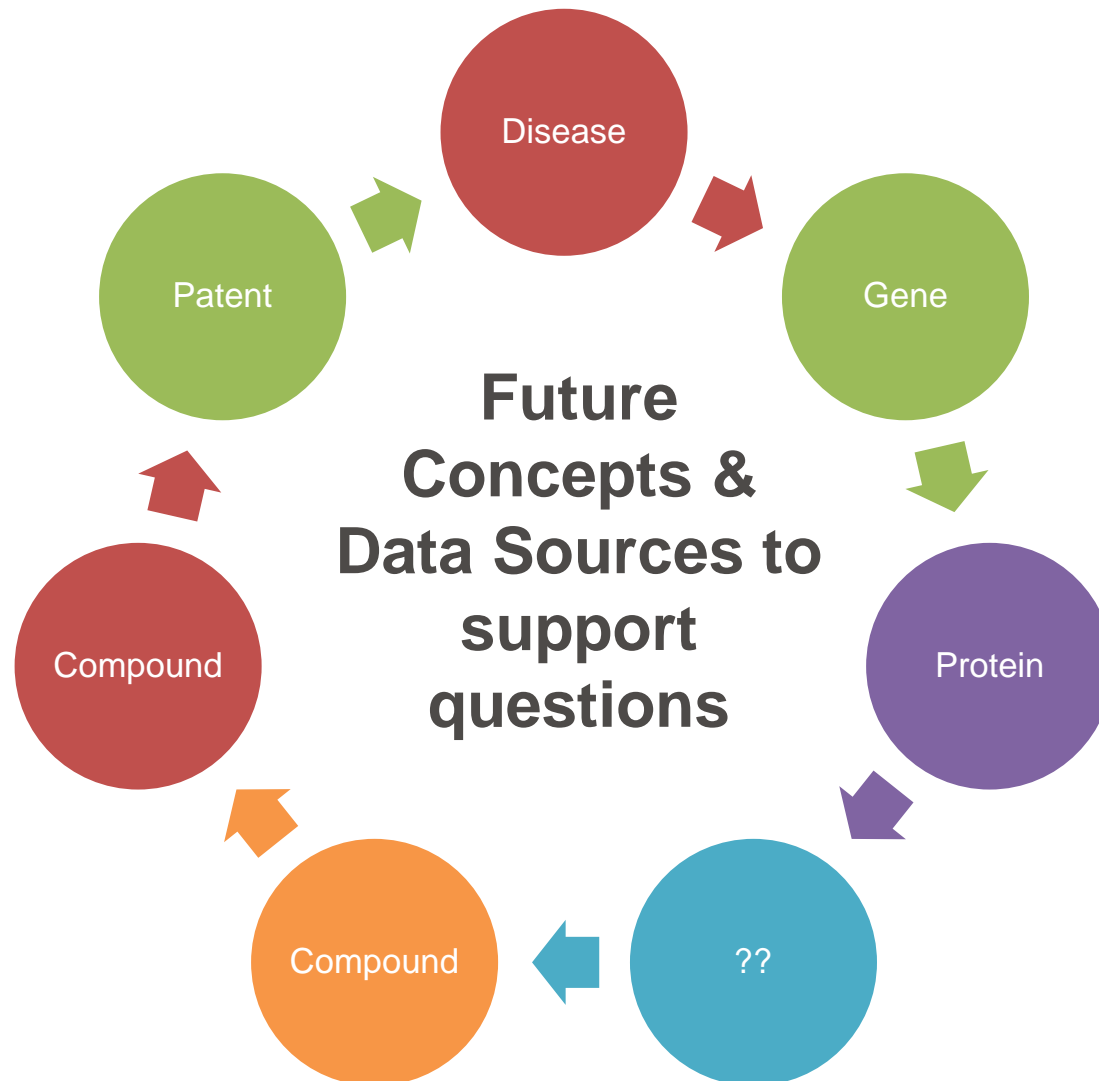 Disease
Patent
Gene
Future
Concepts &
Data Sources to
support
questions
Compound
Protein
Compound
??